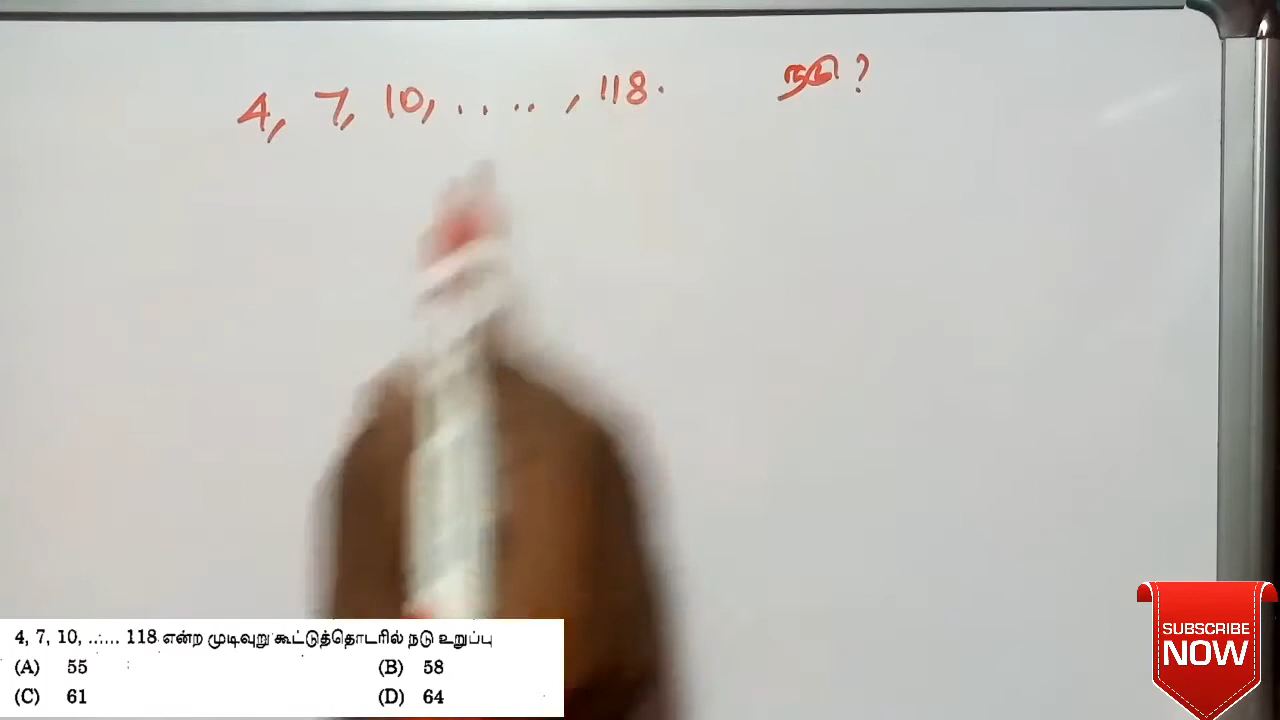 4, 7, 10, . . . . , 118. நடு ?
4, 7, 10, ...... 118 என்ற முடிவுறு கூட்டுத்தொடரில் நடு உறுப்பு
(A) 55 (B) 58
(C) 61 (D) 64
SUBSCRIBE
NOW